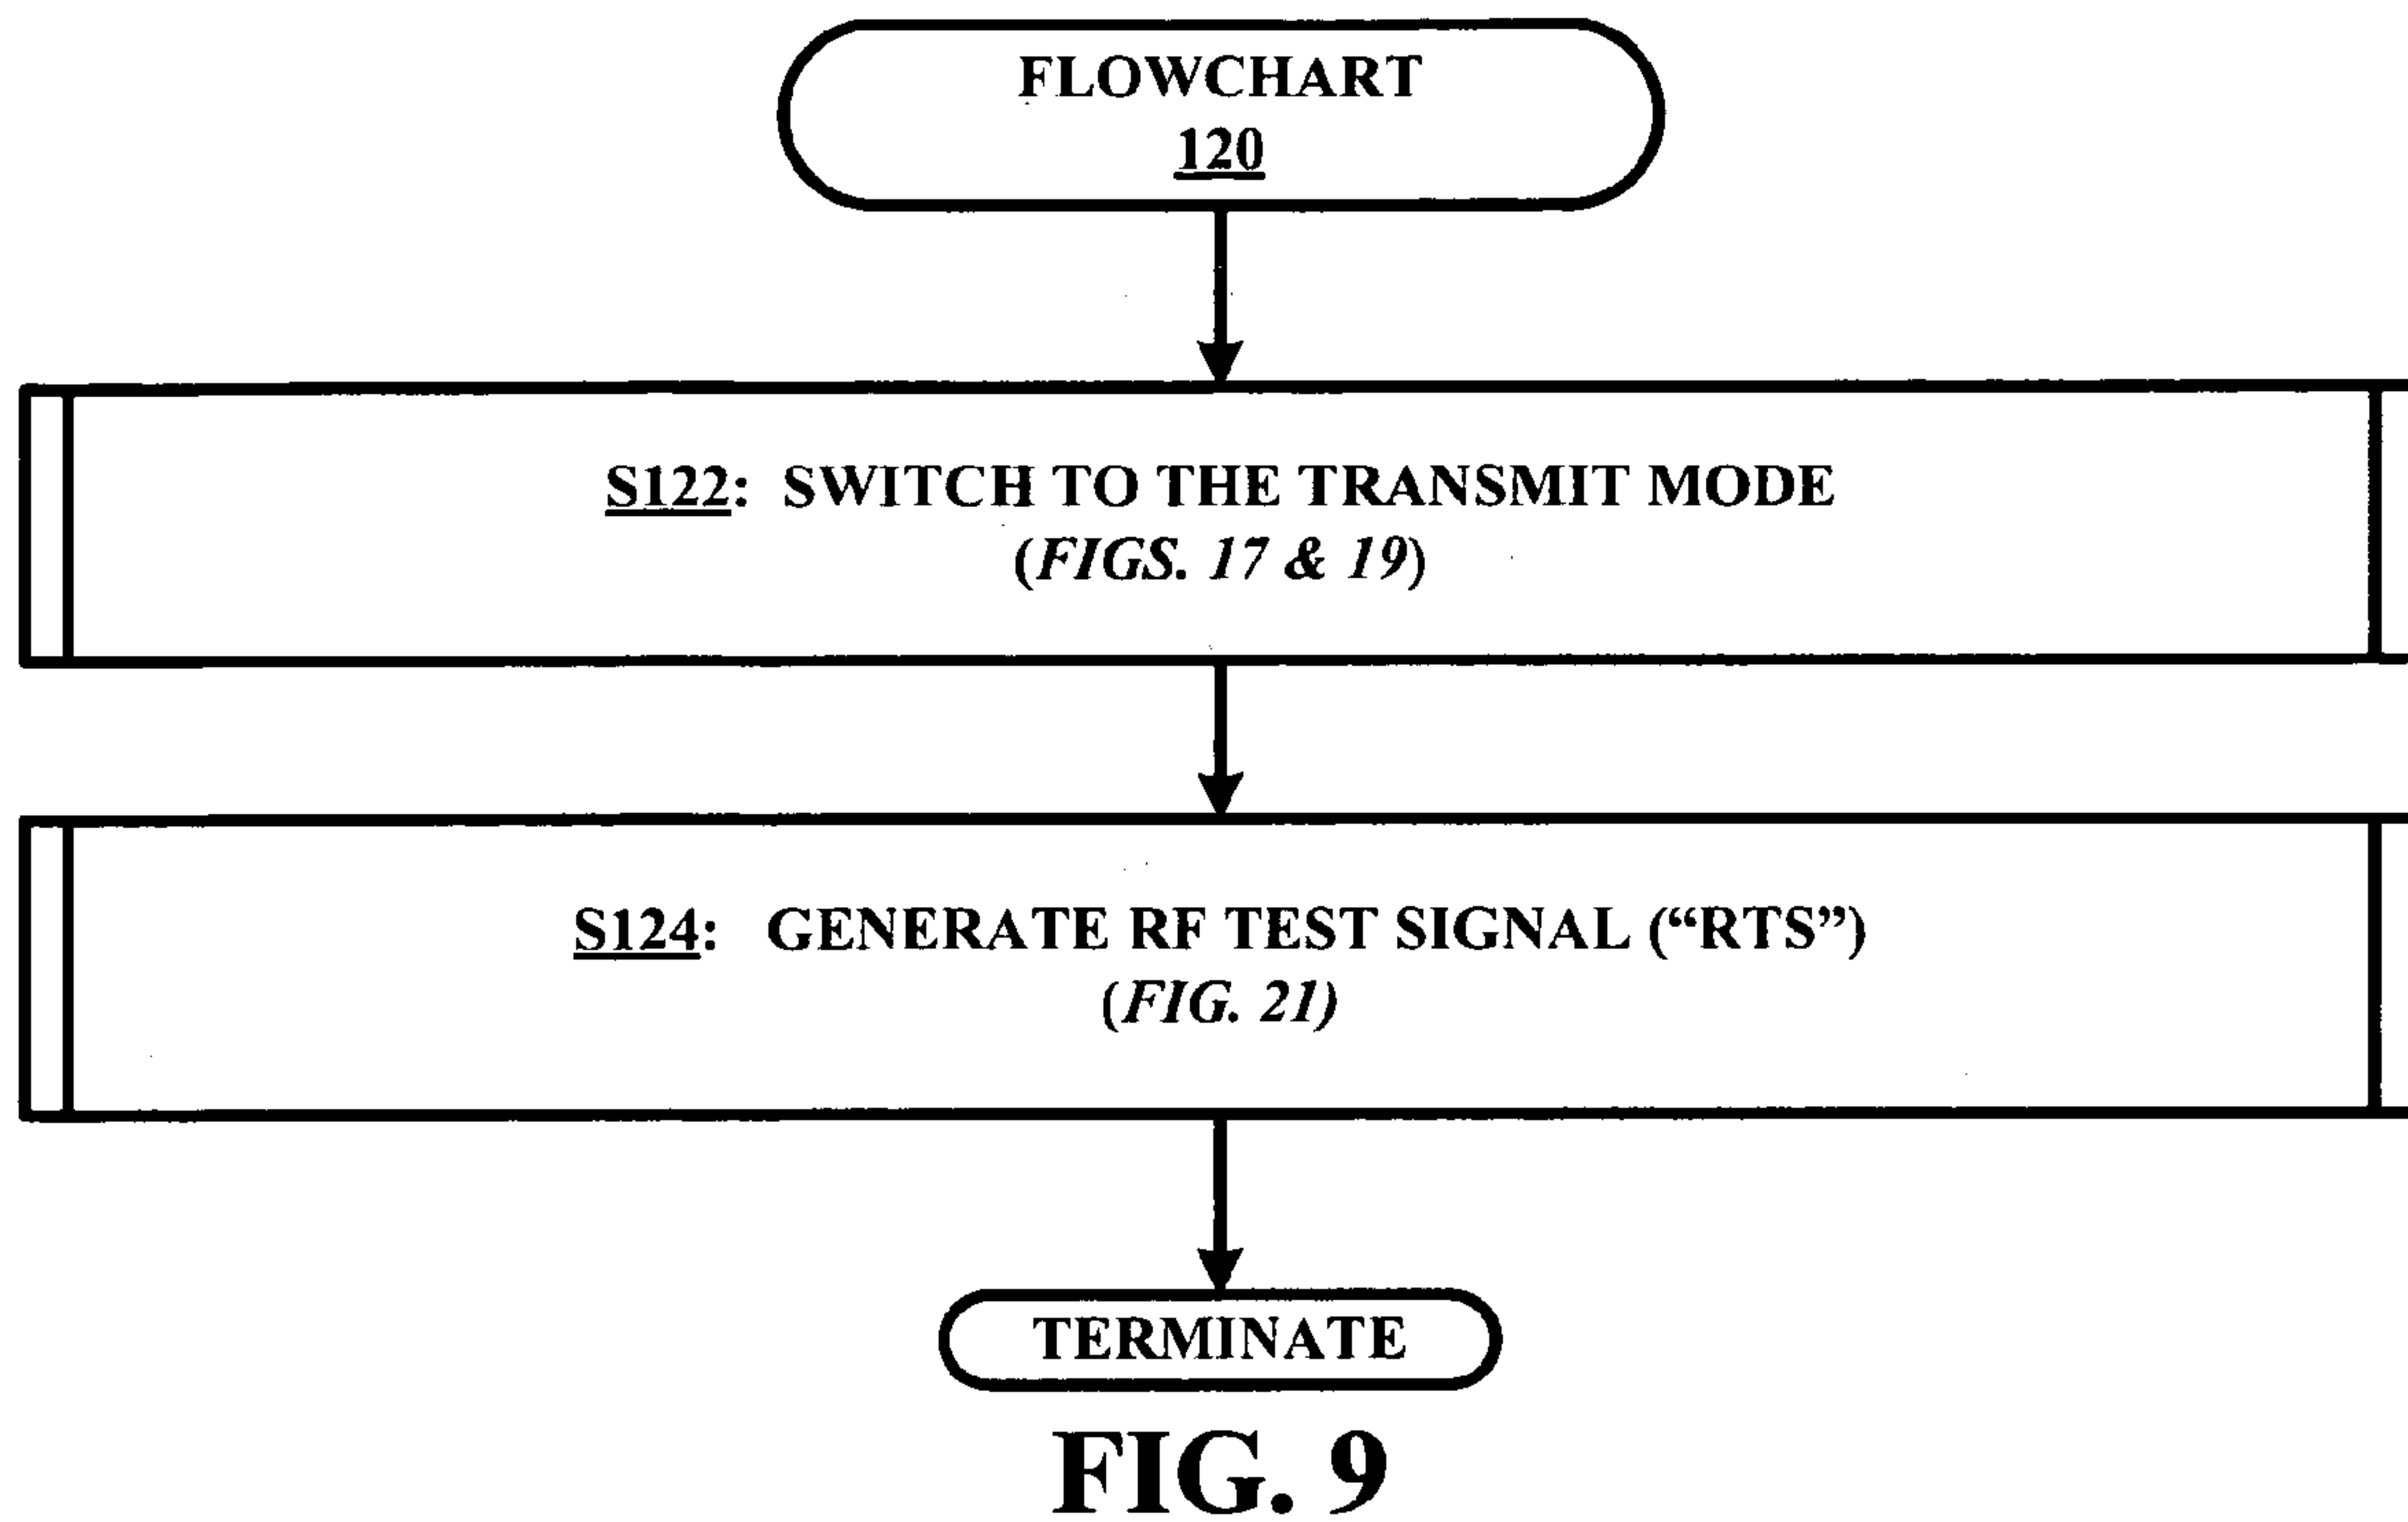 FLOWCHART
120
S122: SWITCH TO THE TRANSMIT MODE
(FIGS. 17 & 19)
S124: GENERATE RF TEST SIGNAL (“RTS”)
(FIG. 21)
TERMINATE
FIG. 9